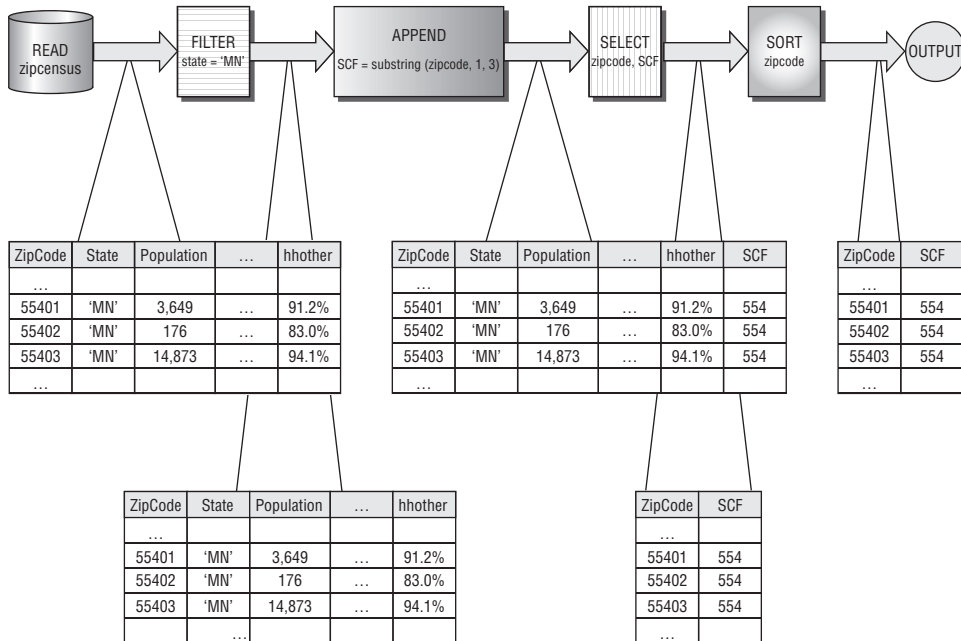 READ
zipcensus
FILTER
state = ‘MN’
APPEND
SCF = substring (zipcode, 1, 3)
SELECT
zipcode, SCF
SORT
zipcode
OUTPUT
ZipCode State Population … hhother
…
55401 ‘MN’ 3,649 … 91.2%
55402 ‘MN’ 176 … 83.0%
55403 ‘MN’ 14,873 … 94.1%
…
ZipCode State Population … hhother SCF
…
55401 ‘MN’ 3,649 … 91.2% 554
55402 ‘MN’ 176 … 83.0% 554
55403 ‘MN’ 14,873 … 94.1% 554
…
ZipCode SCF
…
55401 554
55402 554
55403 554
…
ZipCode State Population … hhother
…
55401 ‘MN’ 3,649 … 91.2%
55402 ‘MN’ 176 … 83.0%
55403 ‘MN’ 14,873 … 94.1%
…
ZipCode SCF
…
55401 554
55402 554
55403 554
…